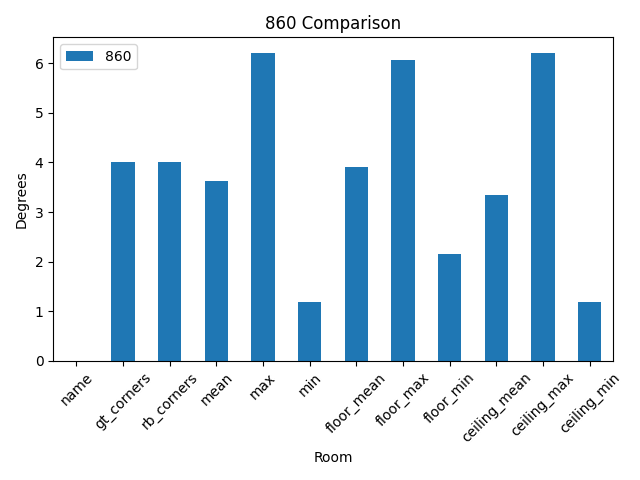 860 Comparison
860
Degrees
6
5
4
3
2
1
0
name
gt_corners
rb_corners
mean
max
min
floor_mean
floor_max
floor_min
ceiling_mean
ceiling_max
ceiling_min
Room